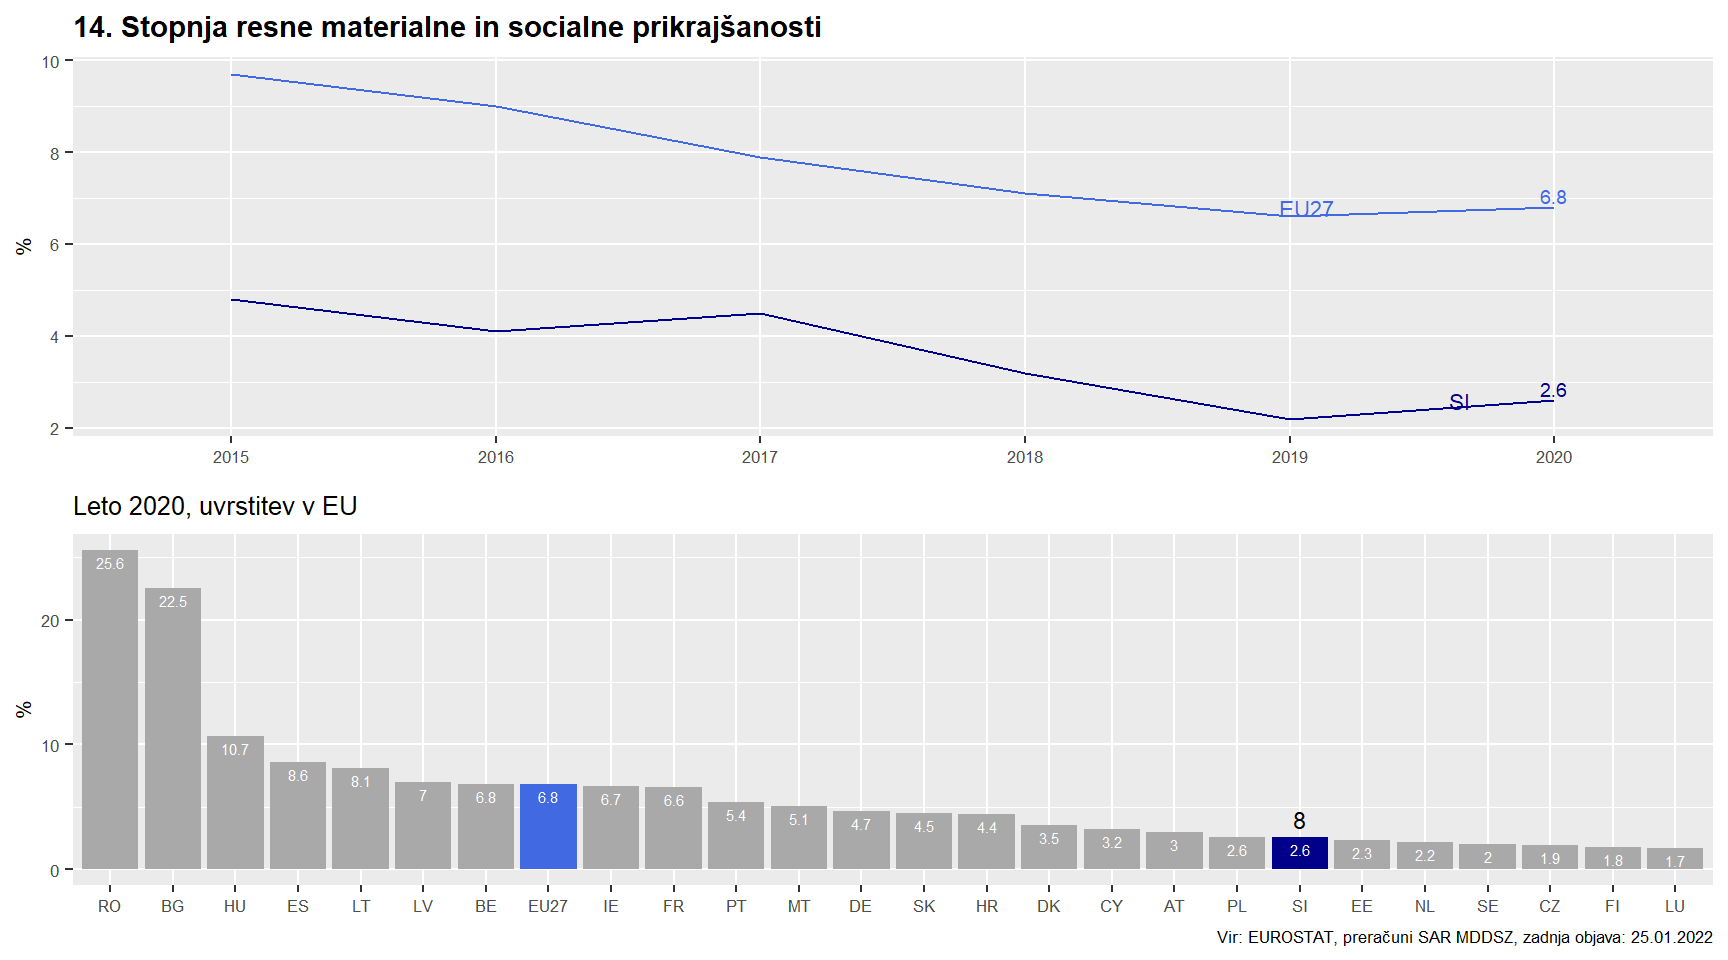 14. Stopnja resne materialne in socialne prikrajšanosti
10
8
6
4
2
%
EU27
6.8
SI
2.6
2015 2016 2017 2018 2019 2020
Leto 2020, uvrstitev v EU
20
10
0
%
25.6 22.5 10.7 8.6 8.1 7 6.8 6.8 6.7 6.6 5.4 5.1 4.7 4.5 4.4 3.5 3.2 3 2.6 2.6 2.3 2.2 2 1.9 1.8 1.7
8
RO BG HU ES LT LV BE EU27 IE FR PT MT DE SK HR DK CY AT PL SI EE NL SE CZ FI LU
Vir: EUROSTAT, preračuni SAR MDDSZ, zadnja objava: 25.01.2022